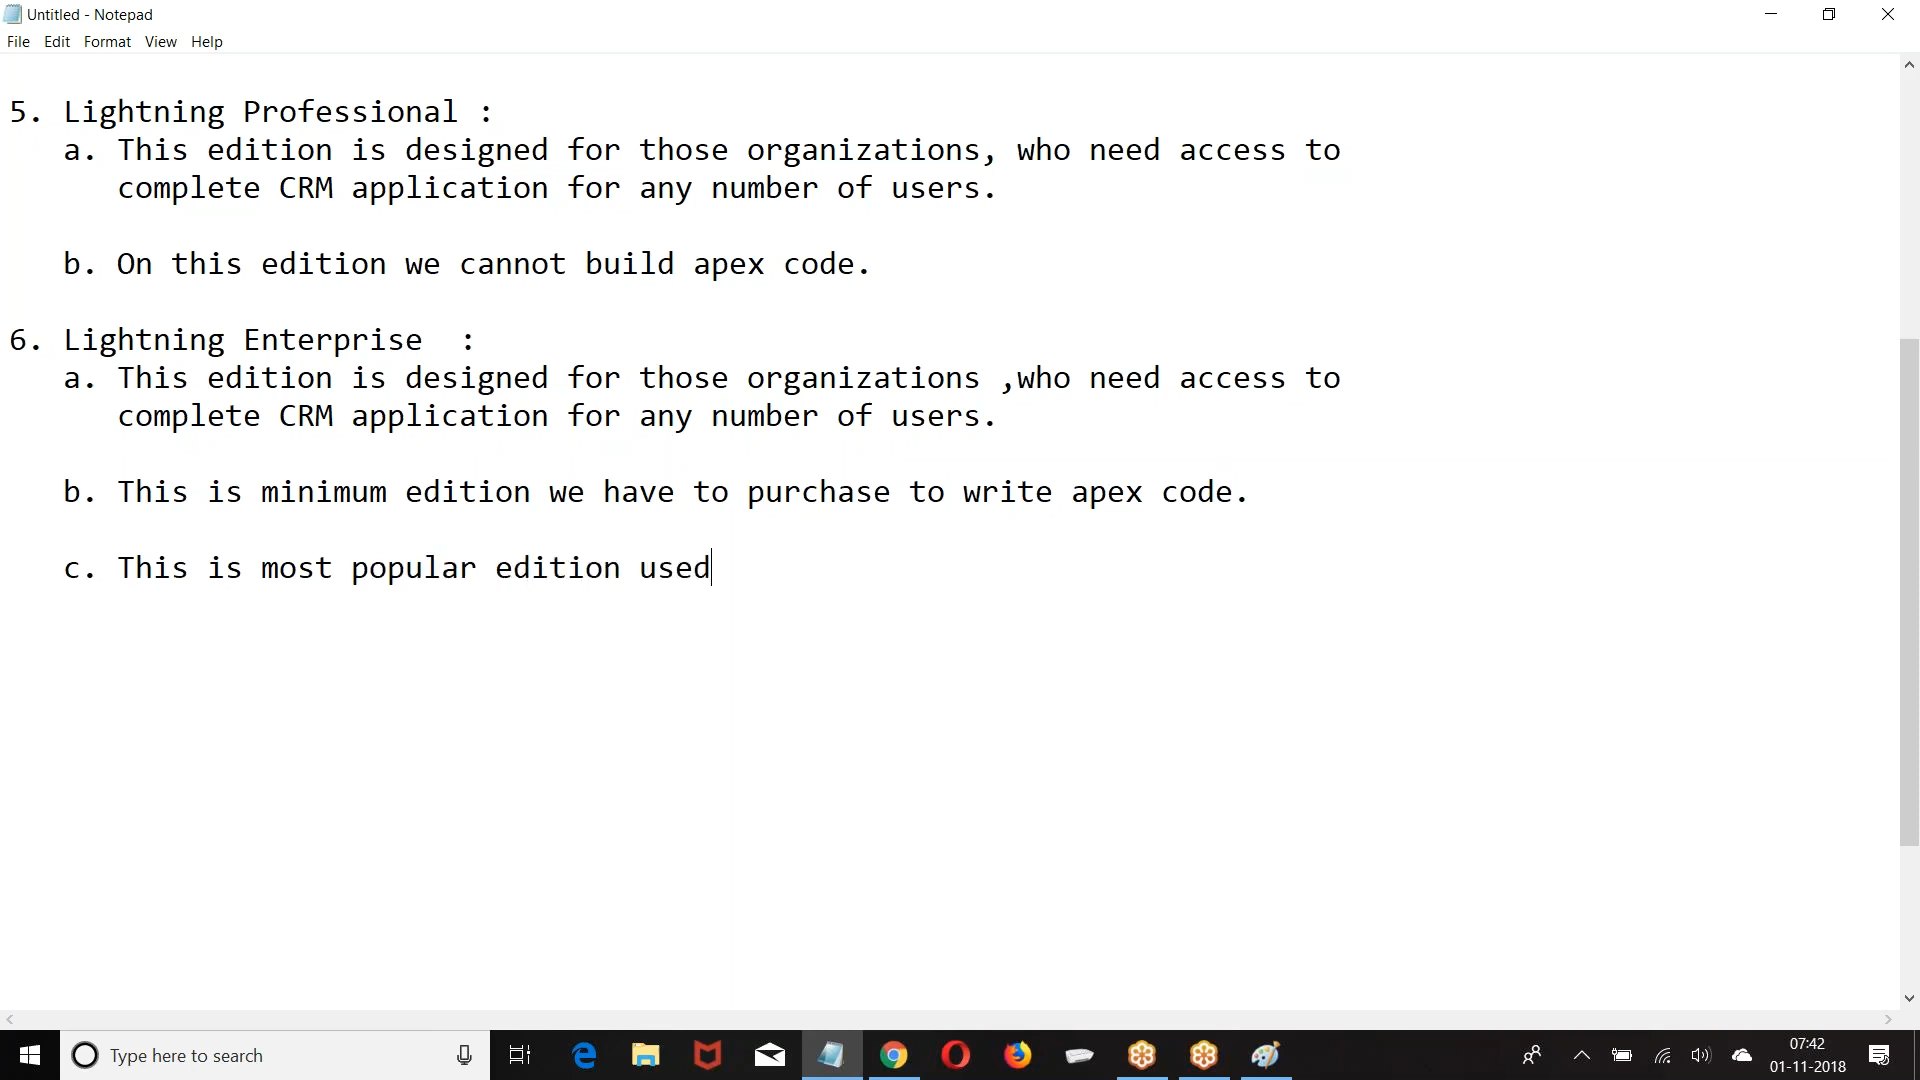 Untitled - Notepad
File Edit Format View Help
5. Lightning Professional :
a. This edition is designed for those organizations, who need access to
complete CRM application for any number of users.
b. On this edition we cannot build apex code.
6. Lightning Enterprise  :
a. This edition is designed for those organizations ,who need access to
complete CRM application for any number of users.
b. This is minimum edition we have to purchase to write apex code.
c. This is most popular edition used
Type here to search
07:42
01-11-2018